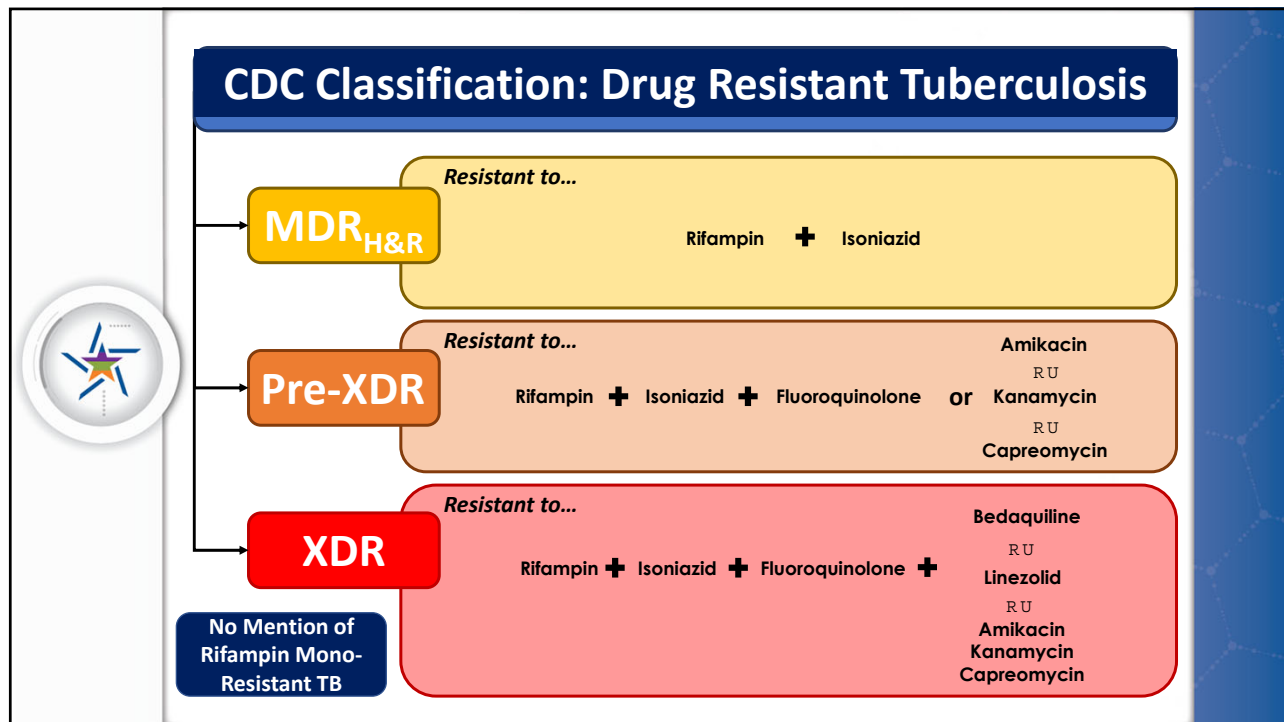 CDC Classification: Drug Resistant Tuberculosis
MDR H&R
Resistant to...
Rifampin + Isoniazid
Pre-XDR
Resistant to...
Rifampin + Isoniazid + Fluoroquinolone or
Amikacin
RU
Kanamycin
RU
Capreomycin
XDR
Resistant to...
Rifampin + Isoniazid + Fluoroquinolone +
Bedaquiline
RU
Linezolid
RU
Amikacin
Kanamycin
Capreomycin
No Mention of
Rifampin Mono-
Resistant TB